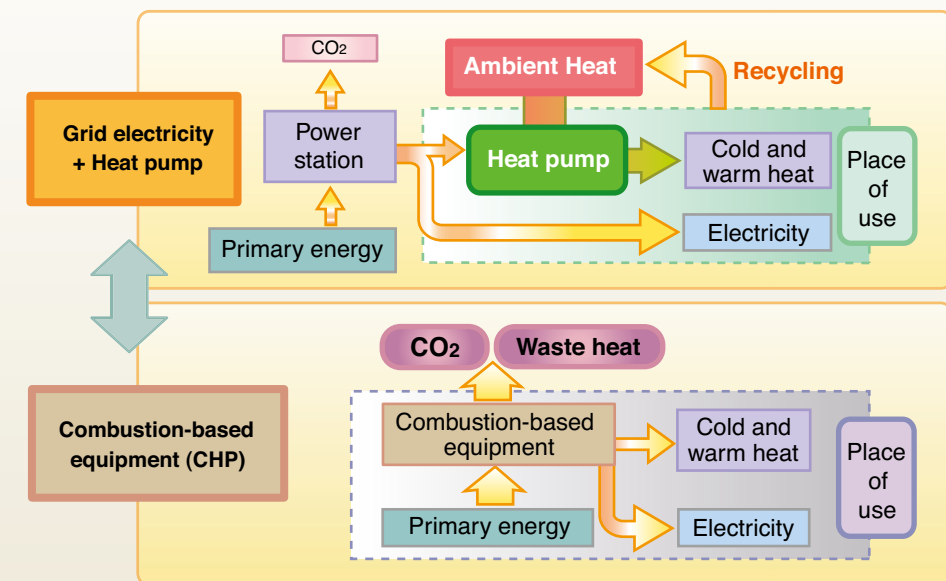 CO2
Ambient Heat
Recycling
Grid electricity
+ Heat pump
Power
station
Heat pump
Cold and
warm heat
Place
of
use
Primary energy
Electricity
CO2
Waste heat
Combustion-based
equipment (CHP)
Combustion-based
equipment
Cold and
warm heat
Place
of
use
Primary energy
Electricity